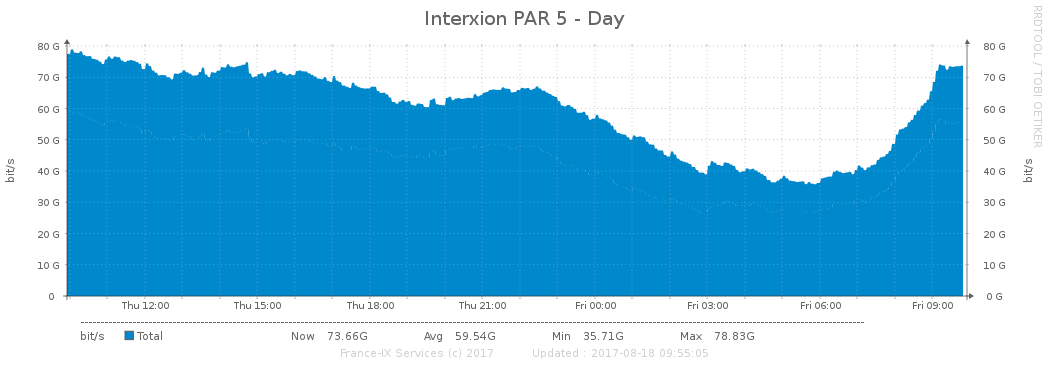 Interxion PAR 5 - Day
RRDTOOL / TOBI OETIKER
80 G 80 G
70 G 70 G
60 G 60 G
50 G 50 G
40 G 40 G
30 G 30 G
20 G 20 G
10 G 10 G
0 0 G
bit/s
bit/s
Thu 12:00 Thu 15:00 Thu 18:00 Thu 21:00 Fri 00:00 Fri 03:00 Fri 06:00 Fri 09:00
bit/s Total Now 73.66G Avg 59.54G Min 35.71G Max 78.83G
France-IX Services (c) 2017 Updated : 2017-08-18 09:55:05